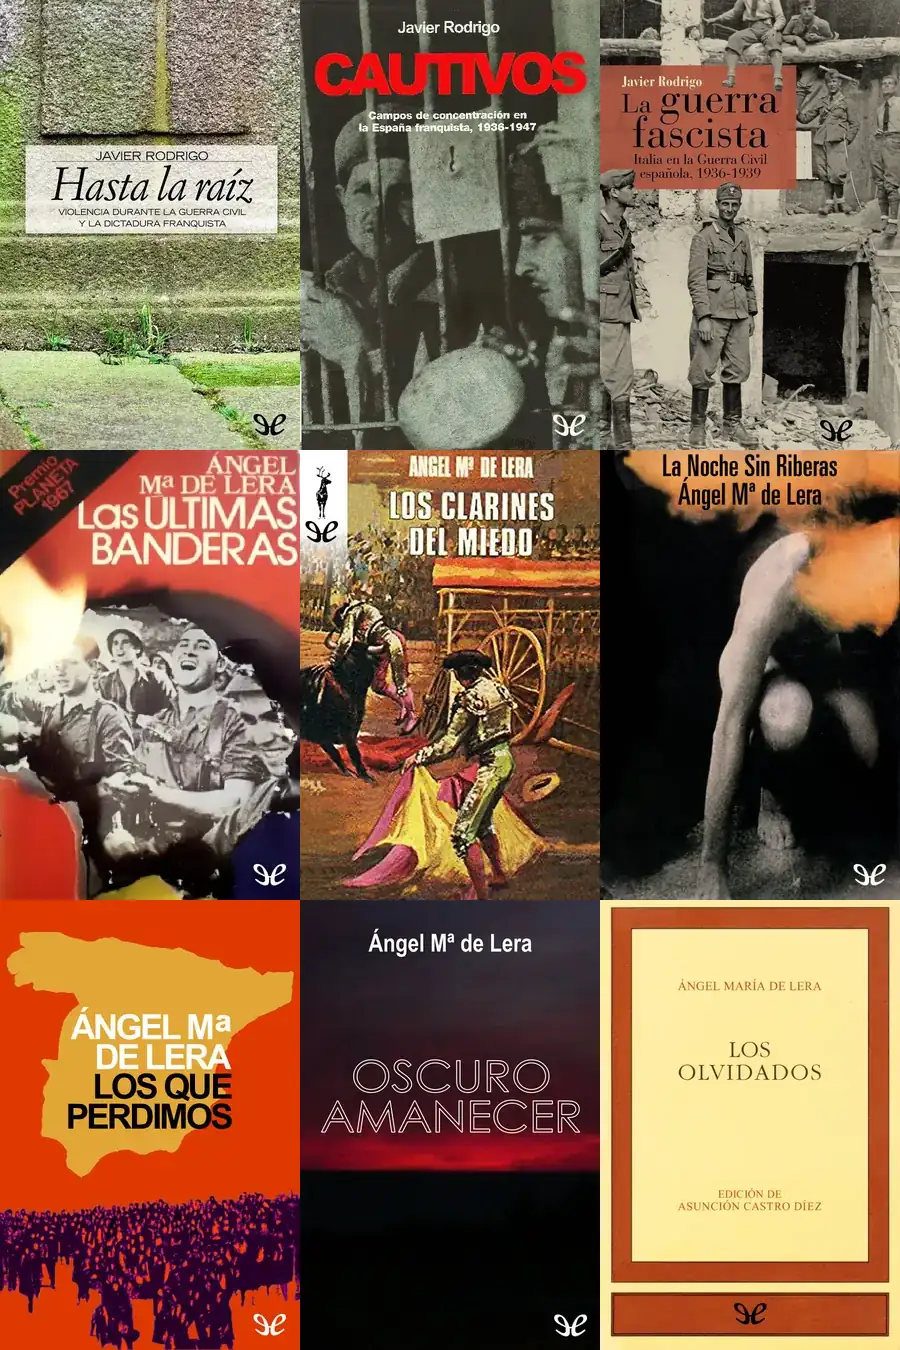 JAVIER RODRIGO
Hasta la raíz
VIOLENCIA DURANTE LA GUERRA CIVIL
Y LA DICTADURA FRANQUISTA
Javier Rodrigo
CAUTIVOS
Campos de concentración en
la España franquista, 1936-1947
Javier Rodrigo
La guerra
fascista
Italia en la Guerra Civil
española, 1936-1939
Premio
PLANETA
1967
ÁNGEL
Mª DE LERA
Las ÚLTIMAS
BANDERAS
ANGEL Mª DE LERA
LOS CLARINES
DEL MIEDO
La Noche Sin Riberas
Ángel Mª de Lera
ÁNGEL Mª
DE LERA
LOS QUE
PERDIMOS
Ángel Mª de Lera
OSCURO
AMANECER
ÁNGEL MARÍA DE LERA
LOS
OLVIDADOS
EDICIÓN DE
ASUNCIÓN CASTRO DÍEZ